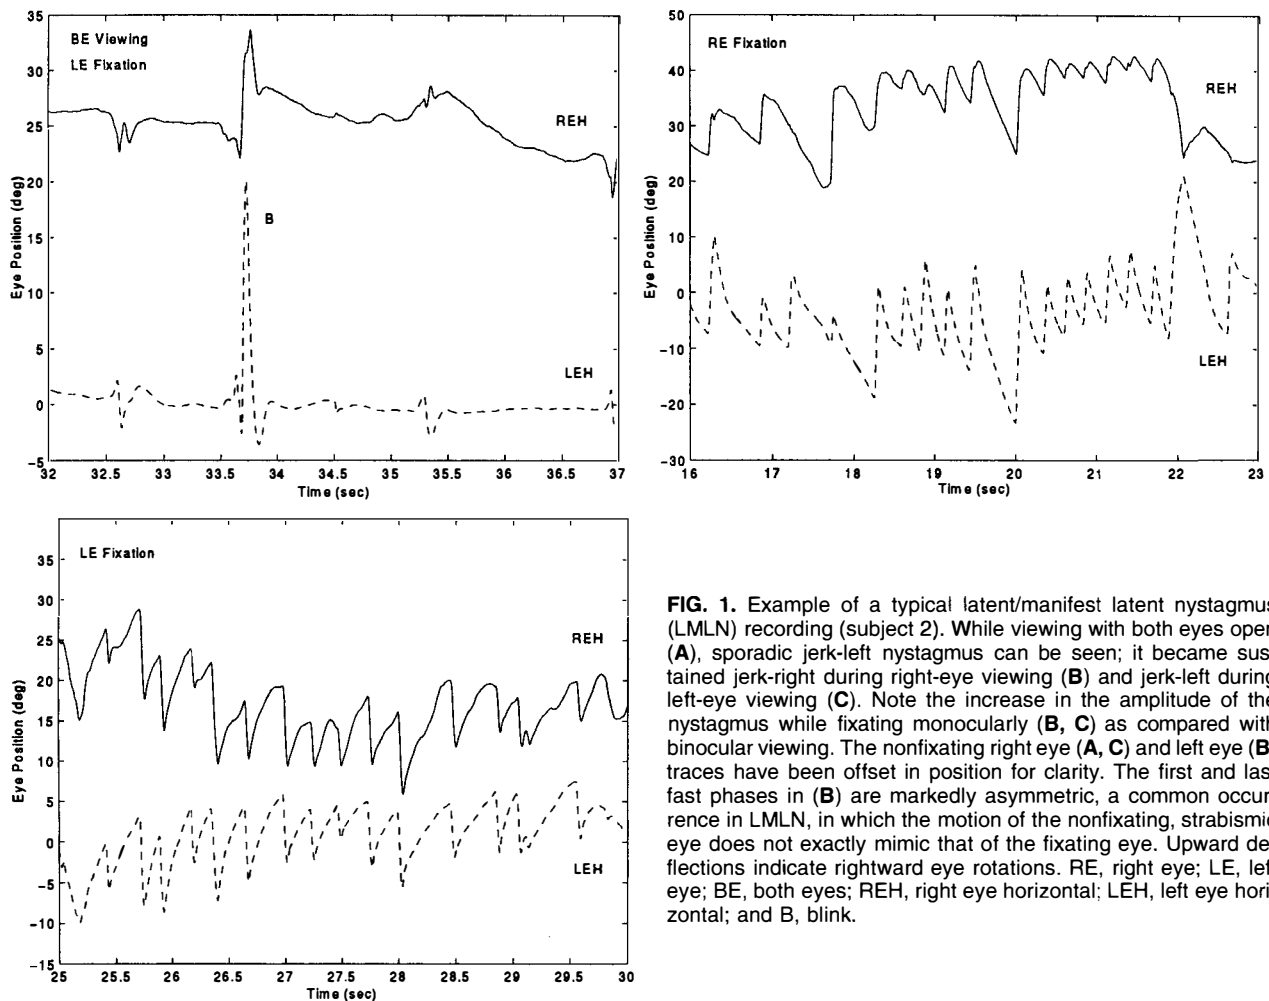 BE Viewing
LE Fixation
REH
B
LEH
Eye Position (deg)
35
30
25
20
15
10
5
0
-5
32 32.5 33 33.5 34 34.5 35 35.5 36 36.5 37
Time (sec)
RE Fixation
REH
LEH
Eye Position (deg)
50
40
30
20
10
0
-10
-20
-30
16 17 18 19 20 21 22 23
Time (sec)
LE Fixation
REH
LEH
Eye Position (deg)
35
30
25
20
15
10
5
0
-5
-10
-15
25 25.5 26 26.5 27 27.5 28 28.5 29 29.5 30
Time (sec)
FIG. 1. Example of a typical latent/manifest latent nystagmus
(LMLN) recording (subject 2). While viewing with both eyes open
(A), sporadic jerk-left nystagmus can be seen; it became sus
tained jerk-right during right-eye viewing (B) and jerk-left during
left-eye viewing (C). Note the increase in the amplitude of the
nystagmus while fixating monocularly (B, C) as compared with
binocular viewing. The nonfixating right eye (A, C) and left eye (B
traces have been offset in position for clarity. The first and las
fast phases in (B) are markedly asymmetric, a common occur
rence in LMLN, in which the motion of the nonfixating, strabismic
eye does not exactly mimic that of the fixating eye. Upward de
flections indicate rightward eye rotations. RE, right eye; LE, lef
eye; BE, both eyes; REH, right eye horizontal; LEH, left eye hori
zontal; and B, blink.